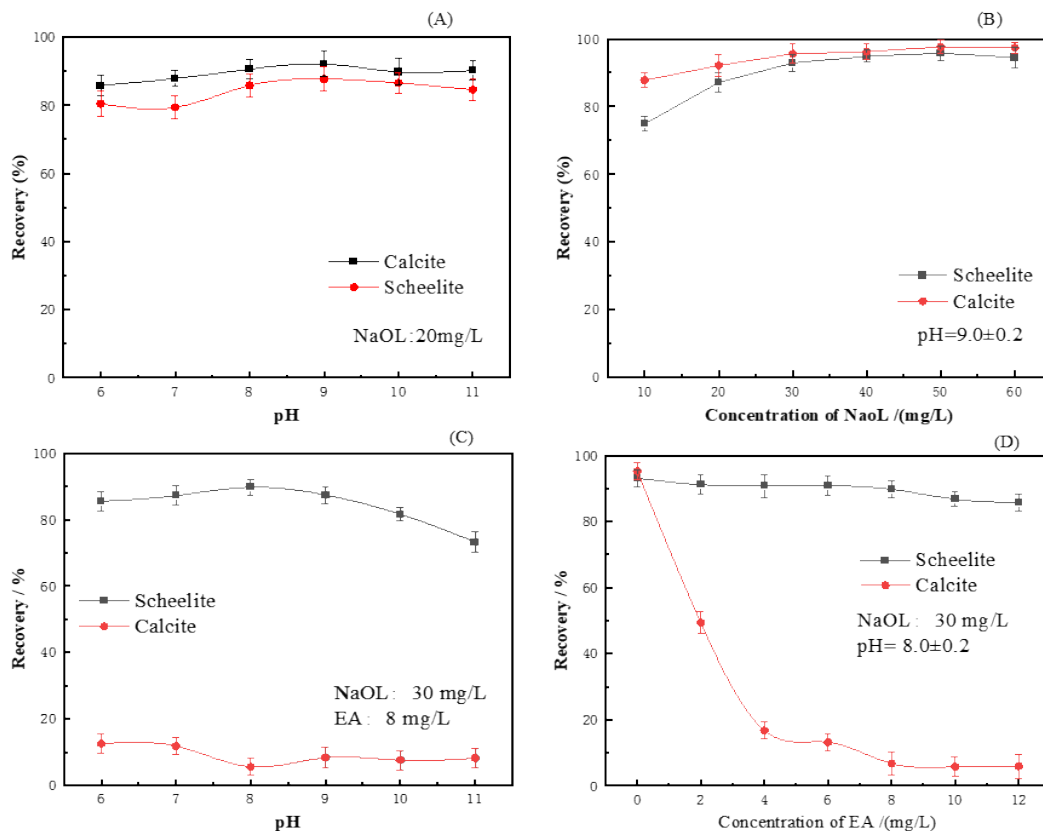 (A)
100
80
60
40
20
0
Recovery (%)
Calcite
Scheelite
NaOL:20mg/L
6 7 8 9 10 11
pH
(B)
100
80
60
40
20
0
Recovery (%)
Scheelite
Calcite
pH=9.0±0.2
10 20 30 40 50 60
Concentration of NaoL /(mg/L)
(C)
100
80
60
40
20
0
Recovery / %
Scheelite
Calcite
NaOL: 30 mg/L
EA: 8 mg/L
6 7 8 9 10 11
pH
(D)
100
80
60
40
20
0
Recovery / %
Scheelite
Calcite
NaOL: 30 mg/L
pH= 8.0±0.2
0 2 4 6 8 10 12
Concentration of EA /(mg/L)